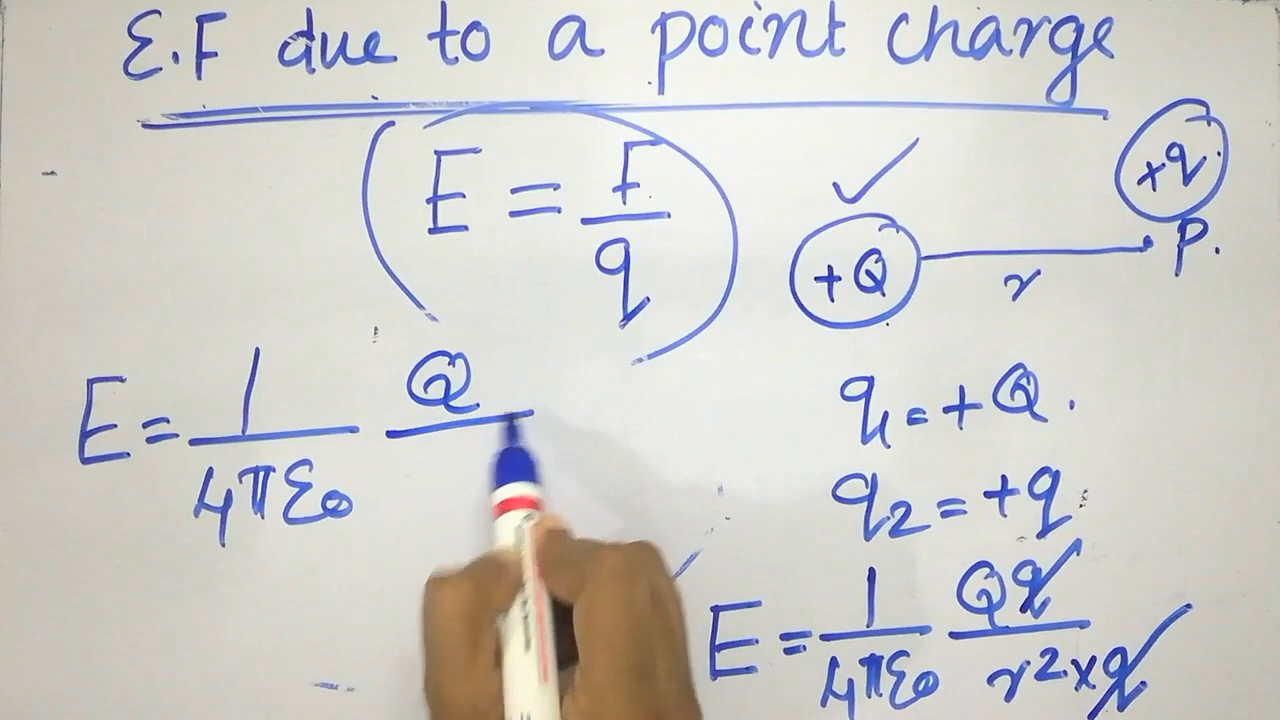 E.F due to a point charge
E = F/q
+Q
r
+q
P.
E = 1/4πε₀ Q
q₁ = +Q.
q₂ = +q
E = 1/4πε₀ Qq/r² × q